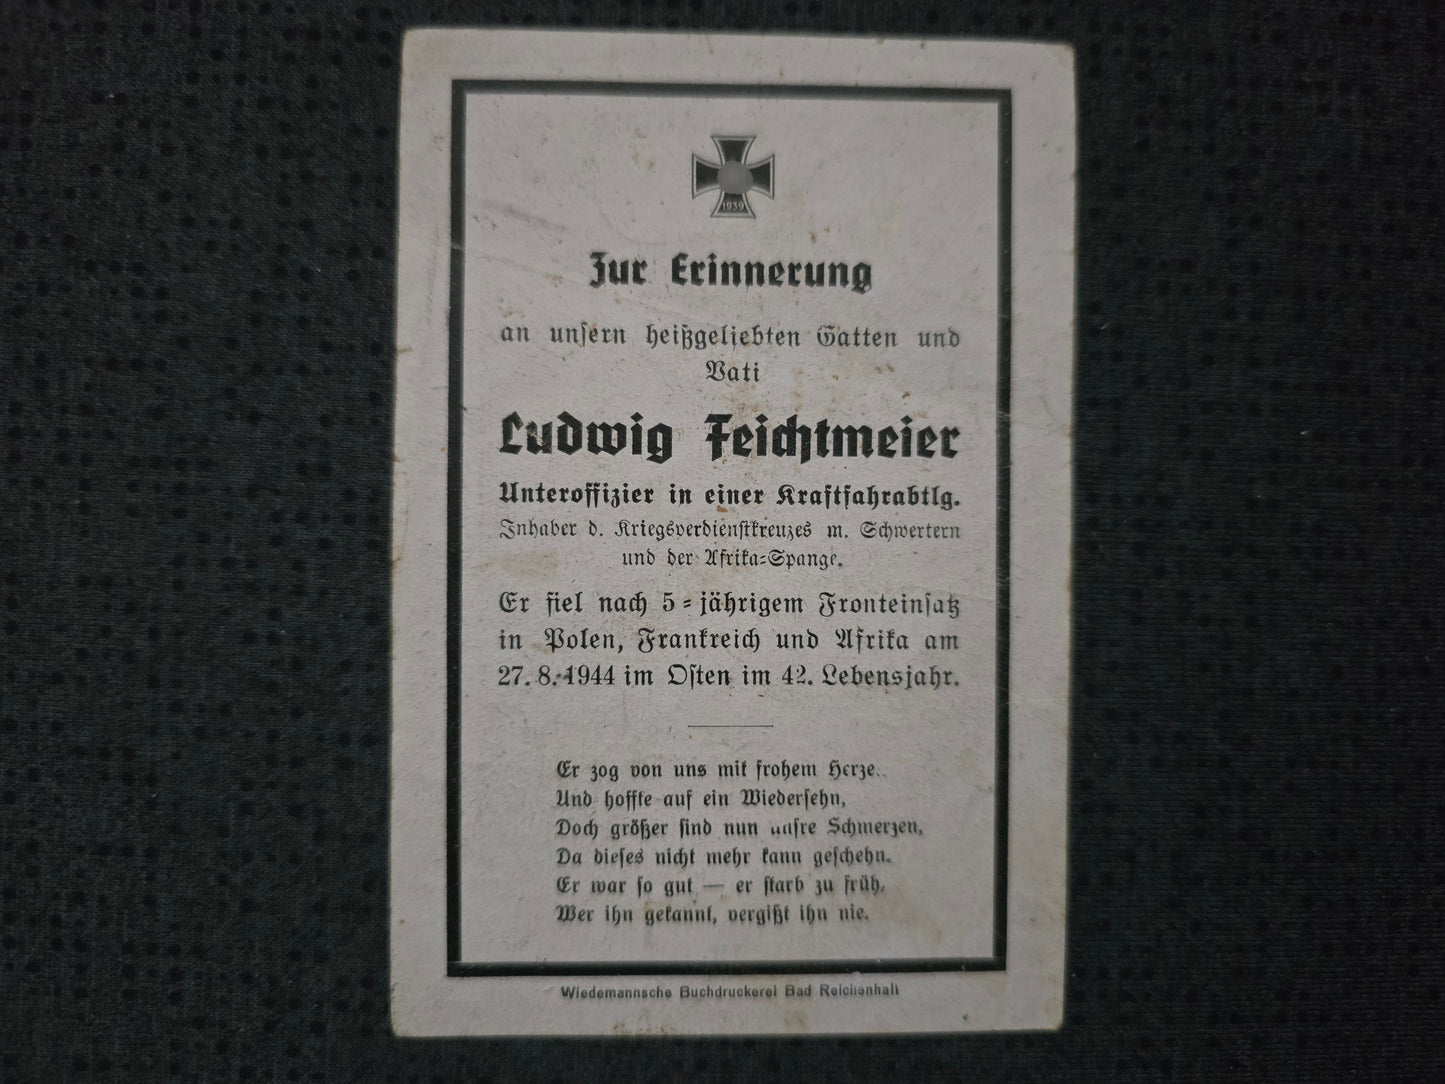 1939
Zur Erinnerung
an unsern heißgeliebten Gatten und
Vati
Ludwig Feichtmeier
Unteroffizier in einer Kraftfahrabtlg.
Inhaber d. Kriegsverdienstkreuzes m. Schwertern
und der Afrika-Spange.
Er fiel nach 5-jährigem Fronteinsatz
in Polen, Frankreich und Afrika am
27. 8. 1944 im Osten im 42. Lebensjahr.
Er zog von uns mit frohem Herze..
Und hoffte auf ein Wiedersehn,
Doch größer sind nun unsre Schmerzen,
Da dieses nicht mehr kann geschehn.
Er war so gut — er starb zu früh,
Wer ihn gekannt, vergißt ihn nie.
Wiedemannsche Buchdruckerei Bad Reichenhall